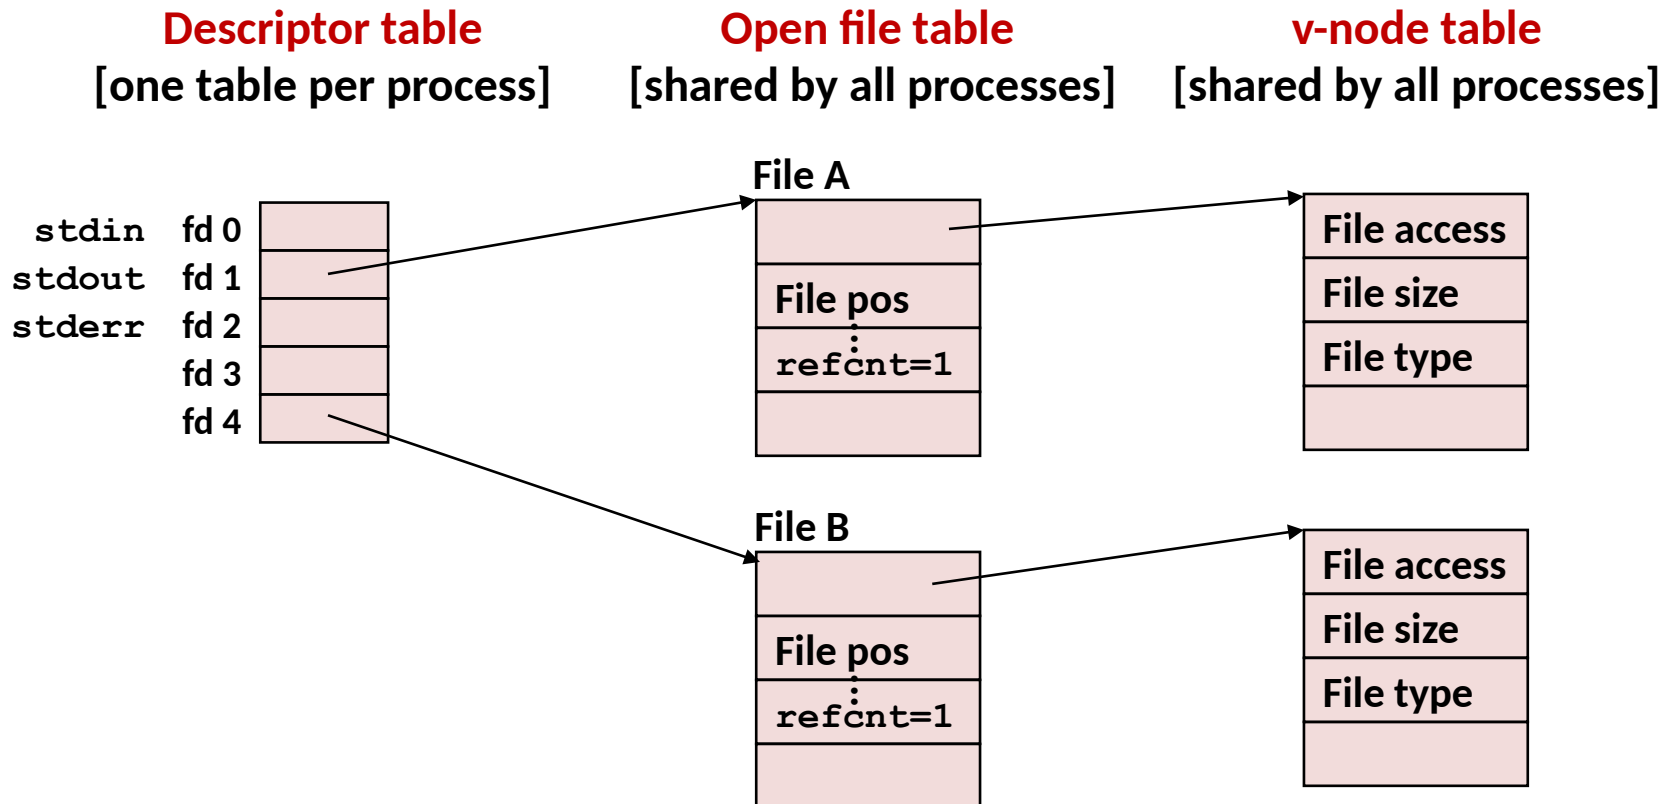 Descriptor table
[one table per process]
Open file table
[shared by all processes]
v-node table
[shared by all processes]
stdin fd 0
stdout fd 1
stderr fd 2
fd 3
fd 4
File A
File pos
refcnt=1
File access
File size
File type
File B
File pos
refcnt=1
File access
File size
File type